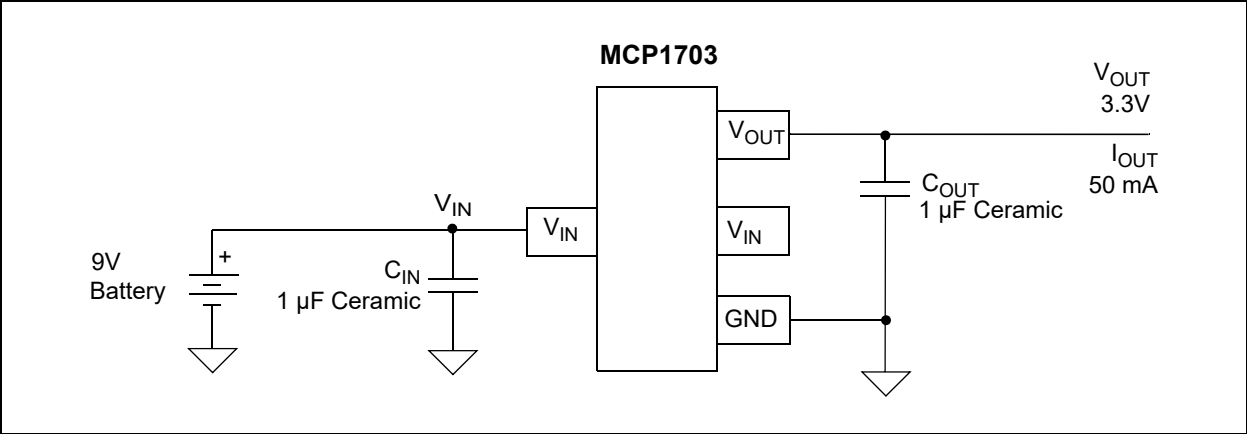 MCP1703
VOUT
3.3V
VOUT
IOUT
50 mA
COUT
1 µF Ceramic
VIN
VIN
VIN
9V
Battery
+
CIN
1 µF Ceramic
GND